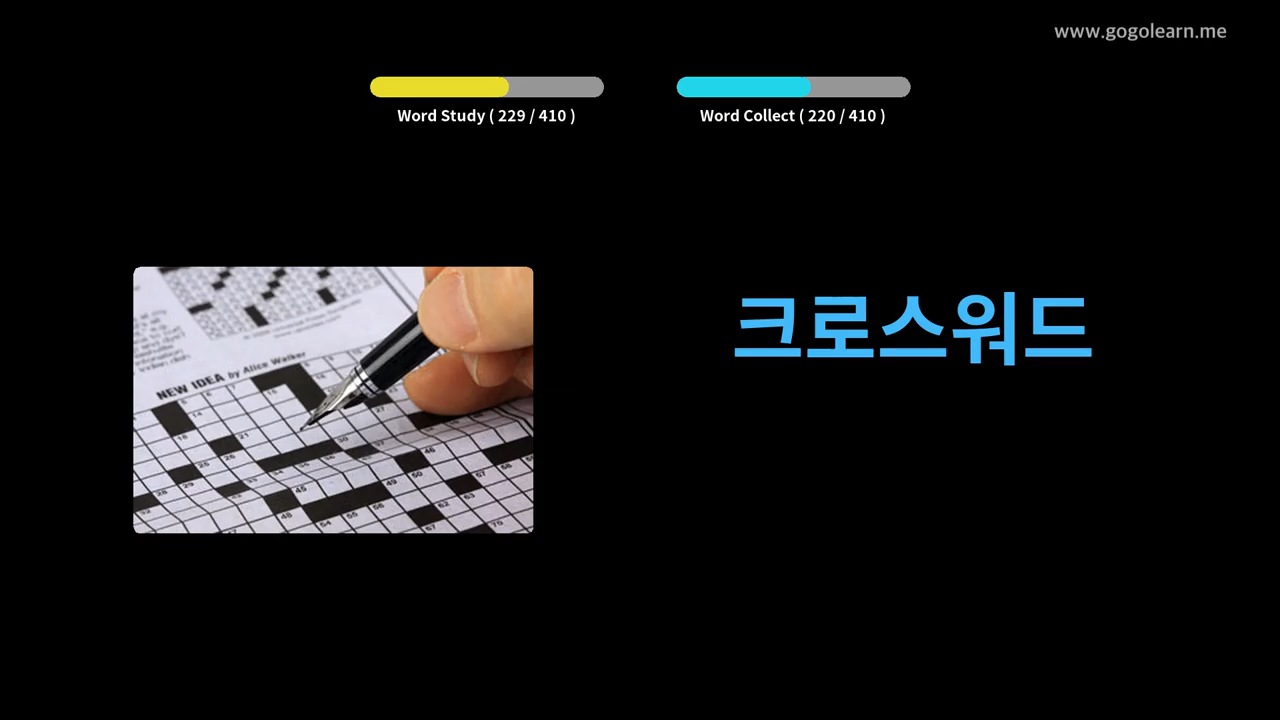 www.gogolearn.me
Word Study ( 229 / 410 )
Word Collect ( 220 / 410 )
크로스워드
NEW IDEA by Alice Walker